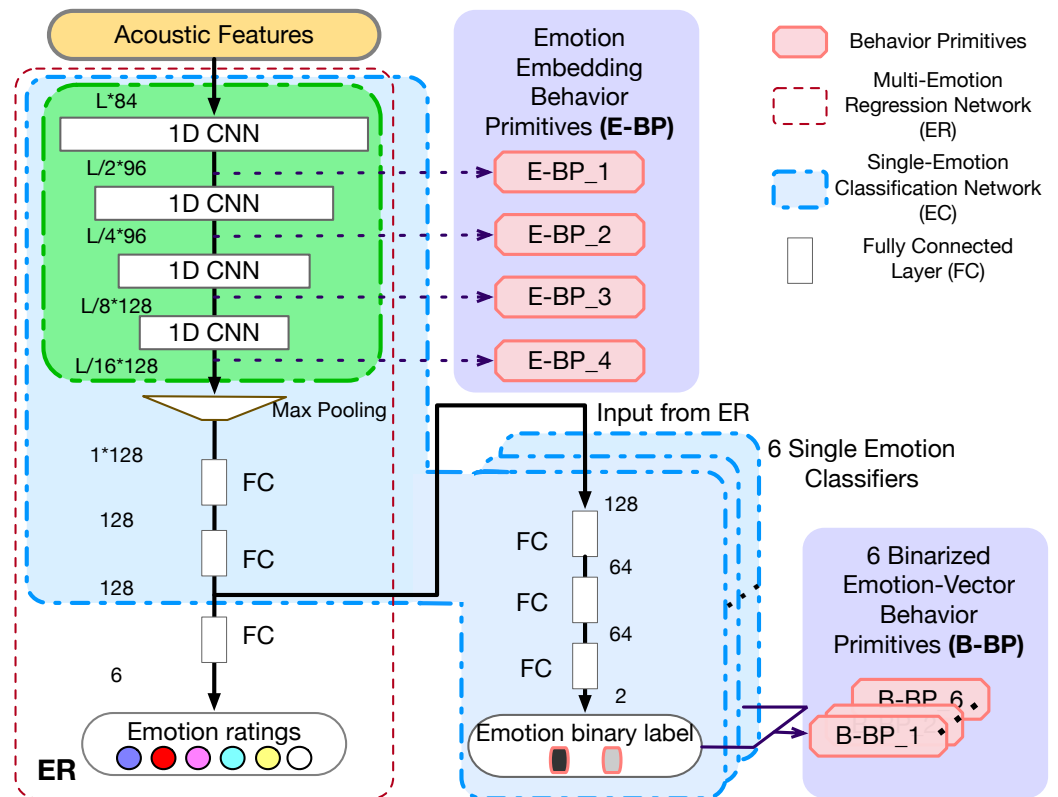 Acoustic Features
L*84
1D CNN
L/2*96
1D CNN
L/4*96
1D CNN
L/8*128
1D CNN
L/16*128
Max Pooling
1*128
FC
128
FC
128
FC
6
Emotion ratings
ER
Emotion
Embedding
Behavior
Primitives (E-BP)
E-BP_1
E-BP_2
E-BP_3
E-BP_4
Behavior Primitives
Multi-Emotion
Regression Network
(ER)
Single-Emotion
Classification Network
(EC)
Fully Connected
Layer (FC)
Input from ER
6 Single Emotion
Classifiers
128
FC
64
FC
64
FC
2
Emotion binary label
6 Binarized
Emotion-Vector
Behavior
Primitives (B-BP)
B-BP_6
B-BP_1